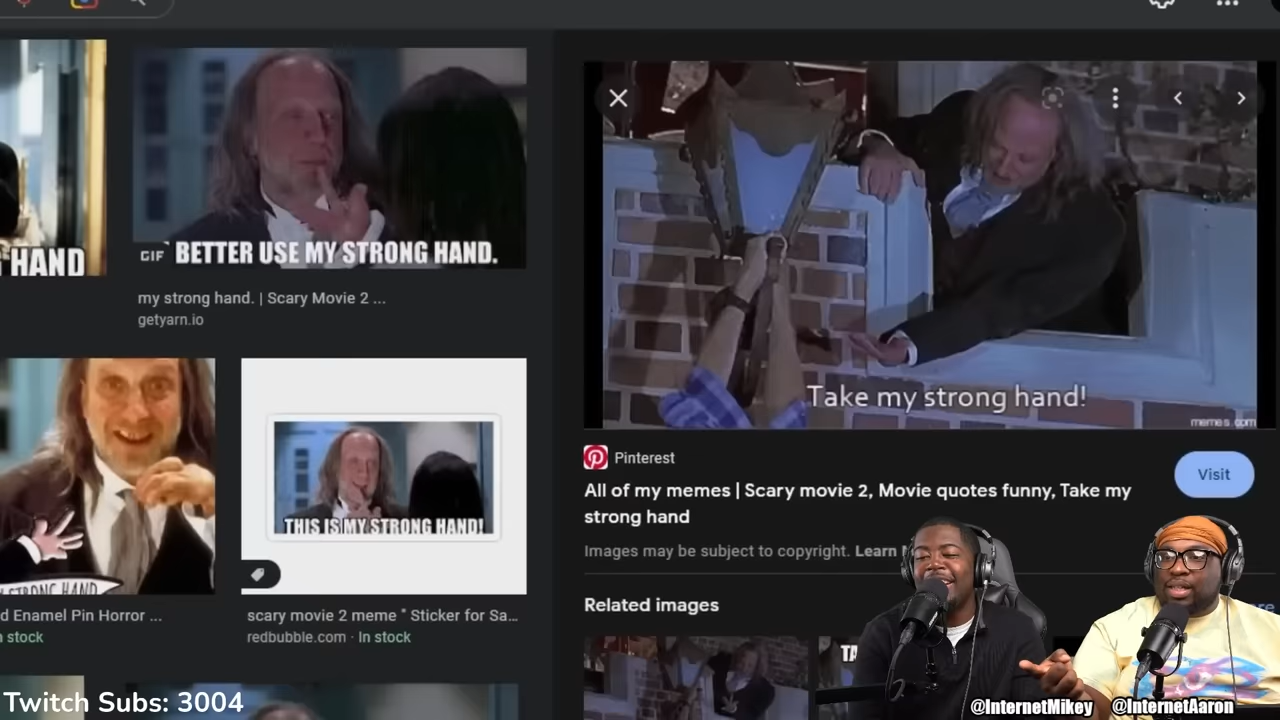 HAND
GIF
BETTER USE MY STRONG HAND.
my strong hand. | Scary Movie 2 ...
getyarn.io
STRONG HAND
d Enamel Pin Horror ...
n stock
THIS IS MY STRONG HAND!
scary movie 2 meme " Sticker for Sa...
redbubble.com · In stock
Take my strong hand!
memes.com
Pinterest
Visit
All of my memes | Scary movie 2, Movie quotes funny, Take my
strong hand
Images may be subject to copyright. Learn
Related images
TA
Twitch Subs: 3004
@InternetMikey
@InternetAaron